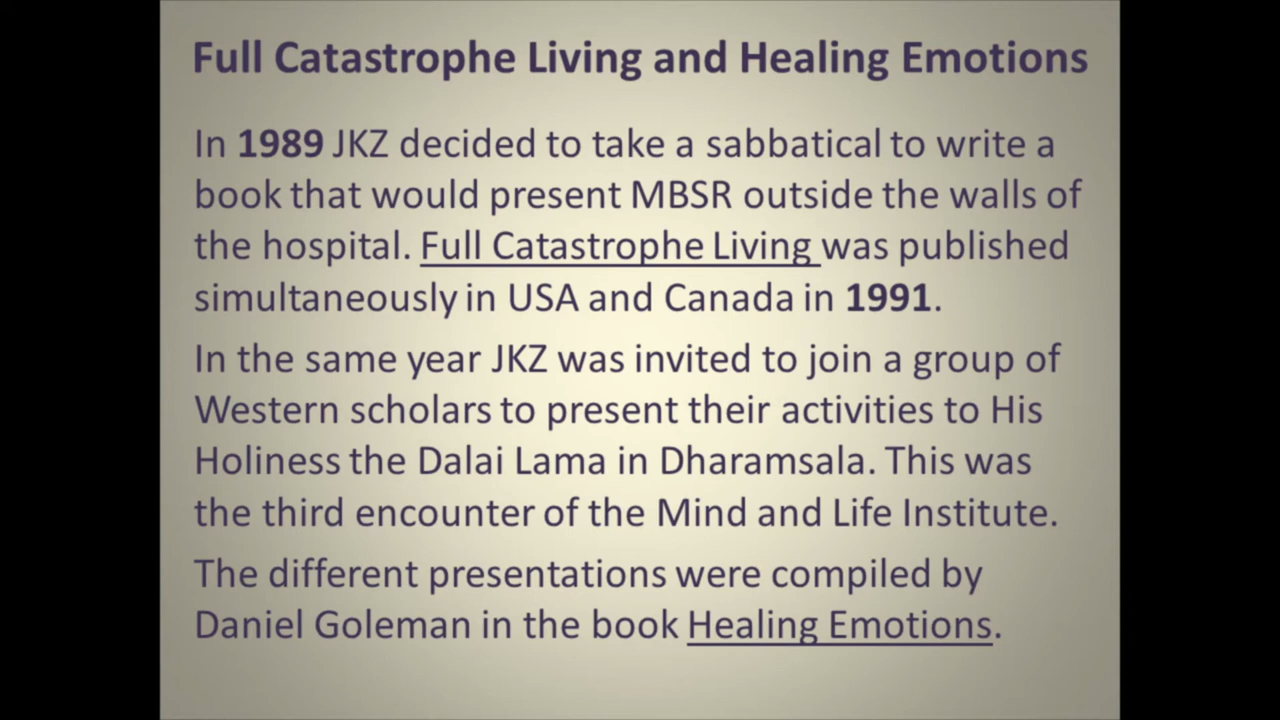 Full Catastrophe Living and Healing Emotions
In 1989 JKZ decided to take a sabbatical to write a
book that would present MBSR outside the walls of
the hospital. Full Catastrophe Living was published
simultaneously in USA and Canada in 1991.
In the same year JKZ was invited to join a group of
Western scholars to present their activities to His
Holiness the Dalai Lama in Dharamsala. This was
the third encounter of the Mind and Life Institute.
The different presentations were compiled by
Daniel Goleman in the book Healing Emotions.